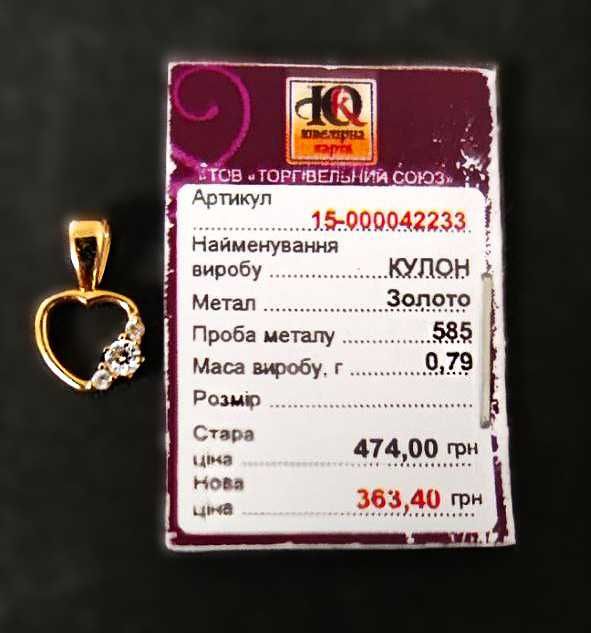 ЮК
ювелірна
карта
ТОВ «ТОРГІВЕЛЬНИЙ СОЮЗ»
Артикул
15-000042233
Найменування
виробу ........ КУЛОН
Метал ........ Золото
Проба металу ........ 585
Маса виробу, г ........ 0,79
Розмір ........
Стара
ціна ........ 474,00 грн
Нова
ціна ........ 363,40 грн